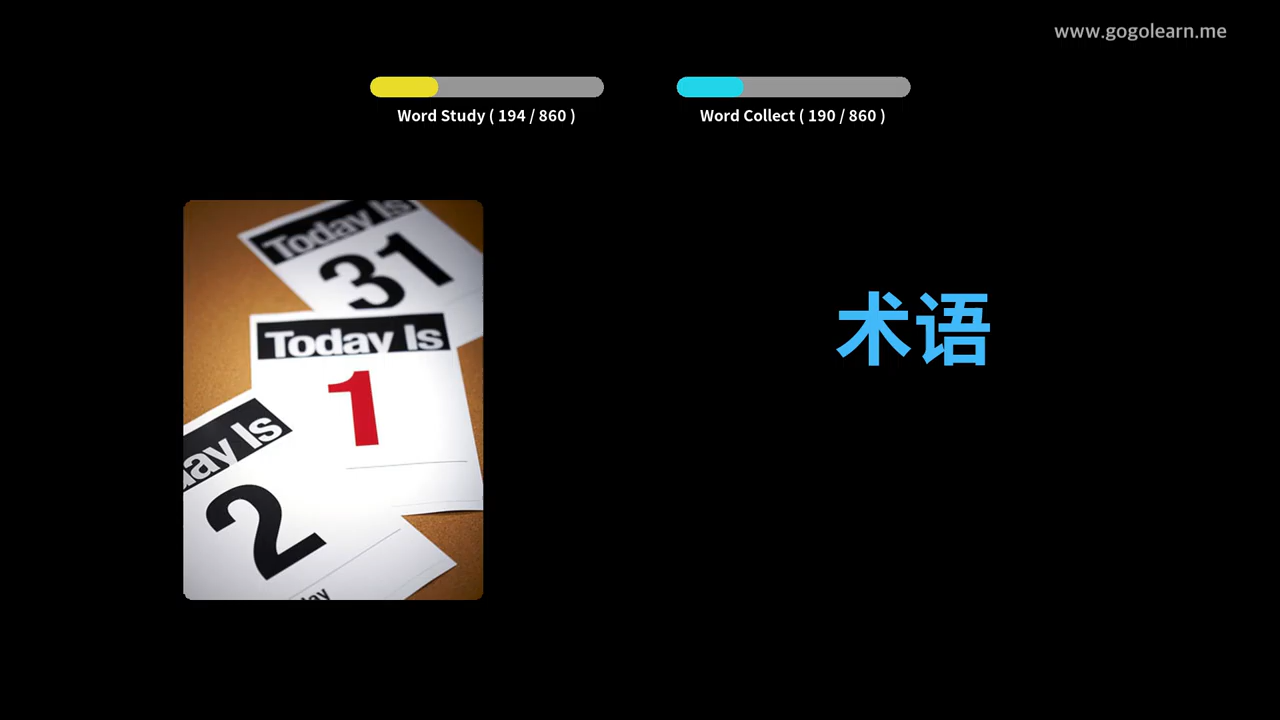 www.gogolearn.me
Word Study ( 194 / 860 )
Word Collect ( 190 / 860 )
Today Is
31
Today Is
1
ay Is
2
ay
术语